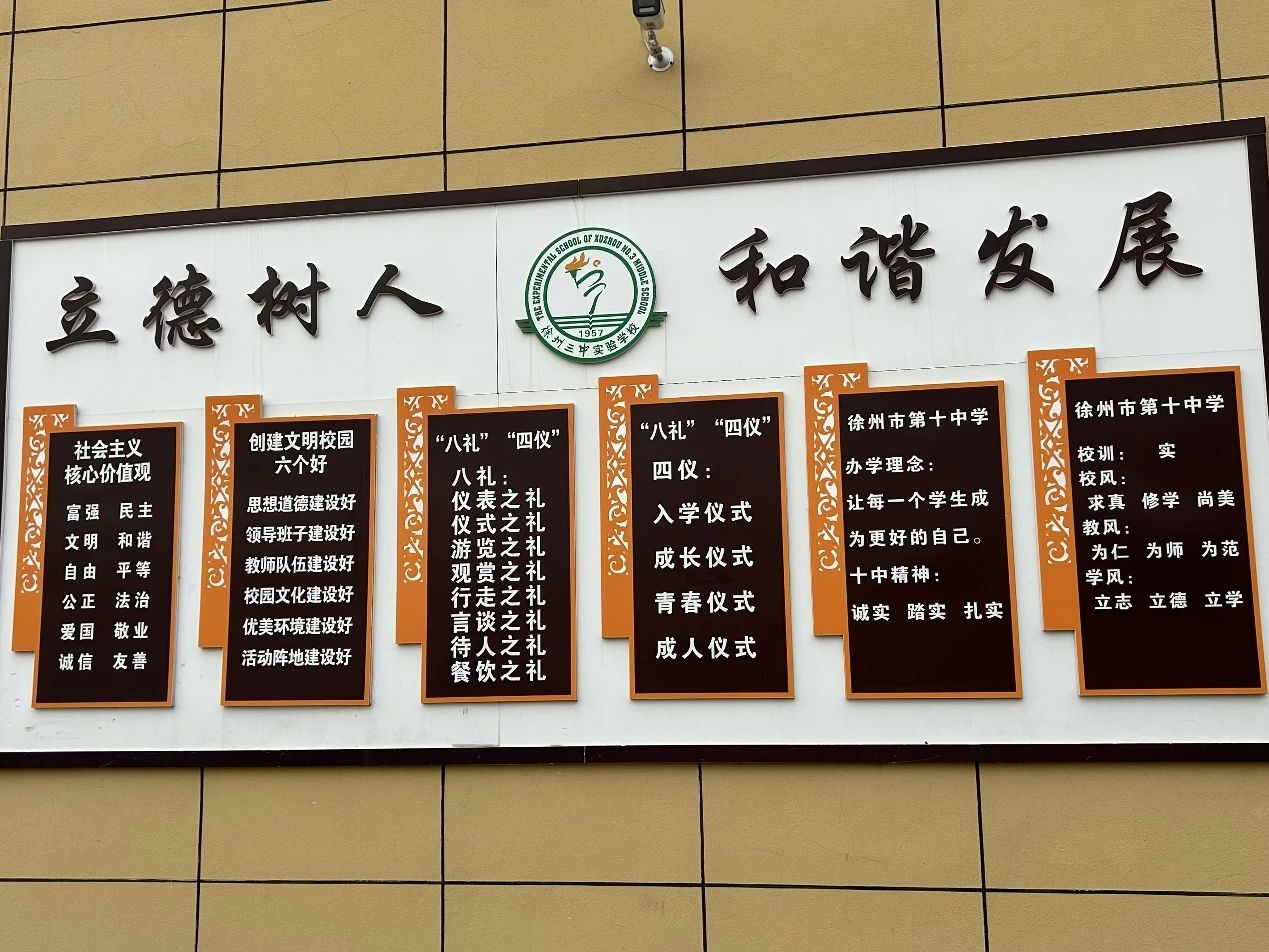 立德树人
THE EXPERIMENTAL SCHOOL OF XUZHOU NO.3 MIDDLE SCHOOL
1957
徐州三中实验学校
和谐发展
社会主义
核心价值观
富强 民主
文明 和谐
自由 平等
公正 法治
爱国 敬业
诚信 友善
创建文明校园
六个好
思想道德建设好
领导班子建设好
教师队伍建设好
校园文化建设好
优美环境建设好
活动阵地建设好
“八礼” “四仪”
八礼:
仪表之礼
仪式之礼
游览之礼
观赏之礼
行走之礼
言谈之礼
待人之礼
餐饮之礼
“八礼” “四仪”
四仪:
入学仪式
成长仪式
青春仪式
成人仪式
徐州市第十中学
办学理念:
让每一个学生成
为更好的自己。
十中精神:
诚实 踏实 扎实
徐州市第十中学
校训: 实
校风:
求真 修学 尚美
教风:
为仁 为师 为范
学风:
立志 立德 立学